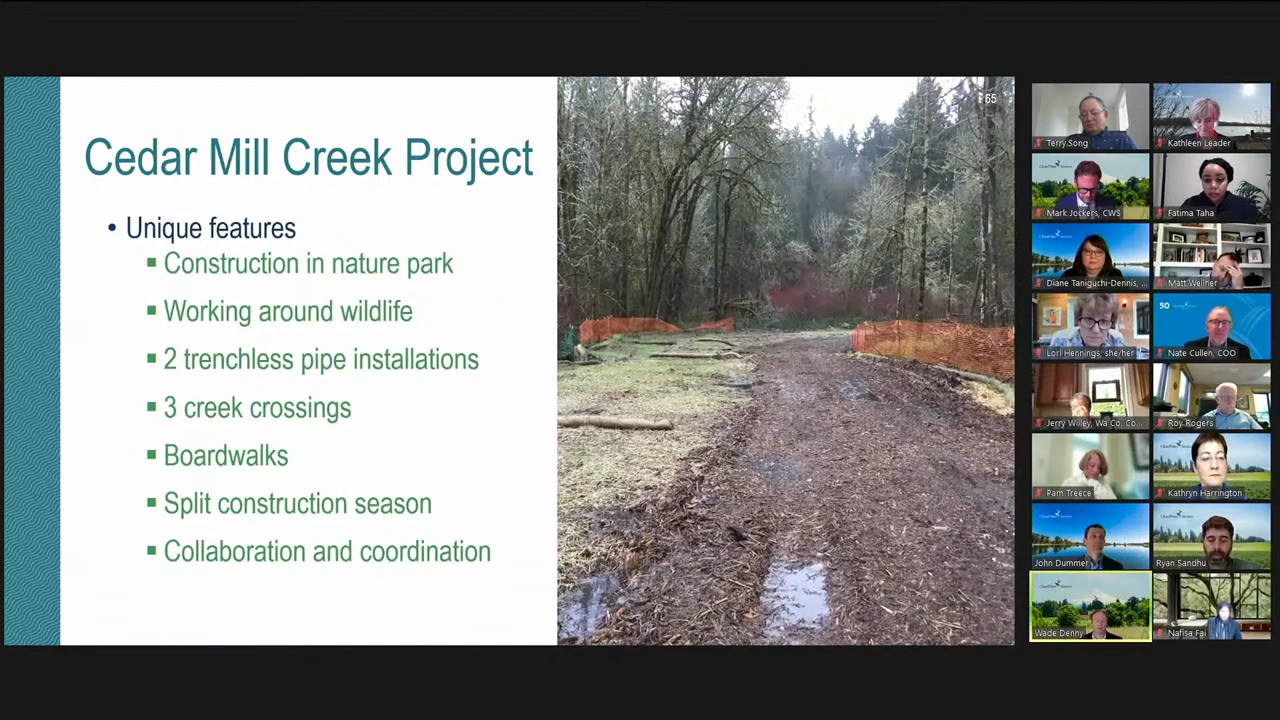 65
Cedar Mill Creek Project
• Unique features
▪ Construction in nature park
▪ Working around wildlife
▪ 2 trenchless pipe installations
▪ 3 creek crossings
▪ Boardwalks
▪ Split construction season
▪ Collaboration and coordination
Terry.Song
Kathleen Leader
Mark Jockers, CWS
Fatima Taha
Diane Taniguchi-Dennis, ...
Matt Wellner
Lori Hennings, she/her
50
Nate Cullen, COO
Jerry Willey, Wa Co. Co...
Roy Rogers
Pam Treece
Kathryn Harrington
John Dummer
Ryan Sandhu
Wade Denny
Nafisa Fai